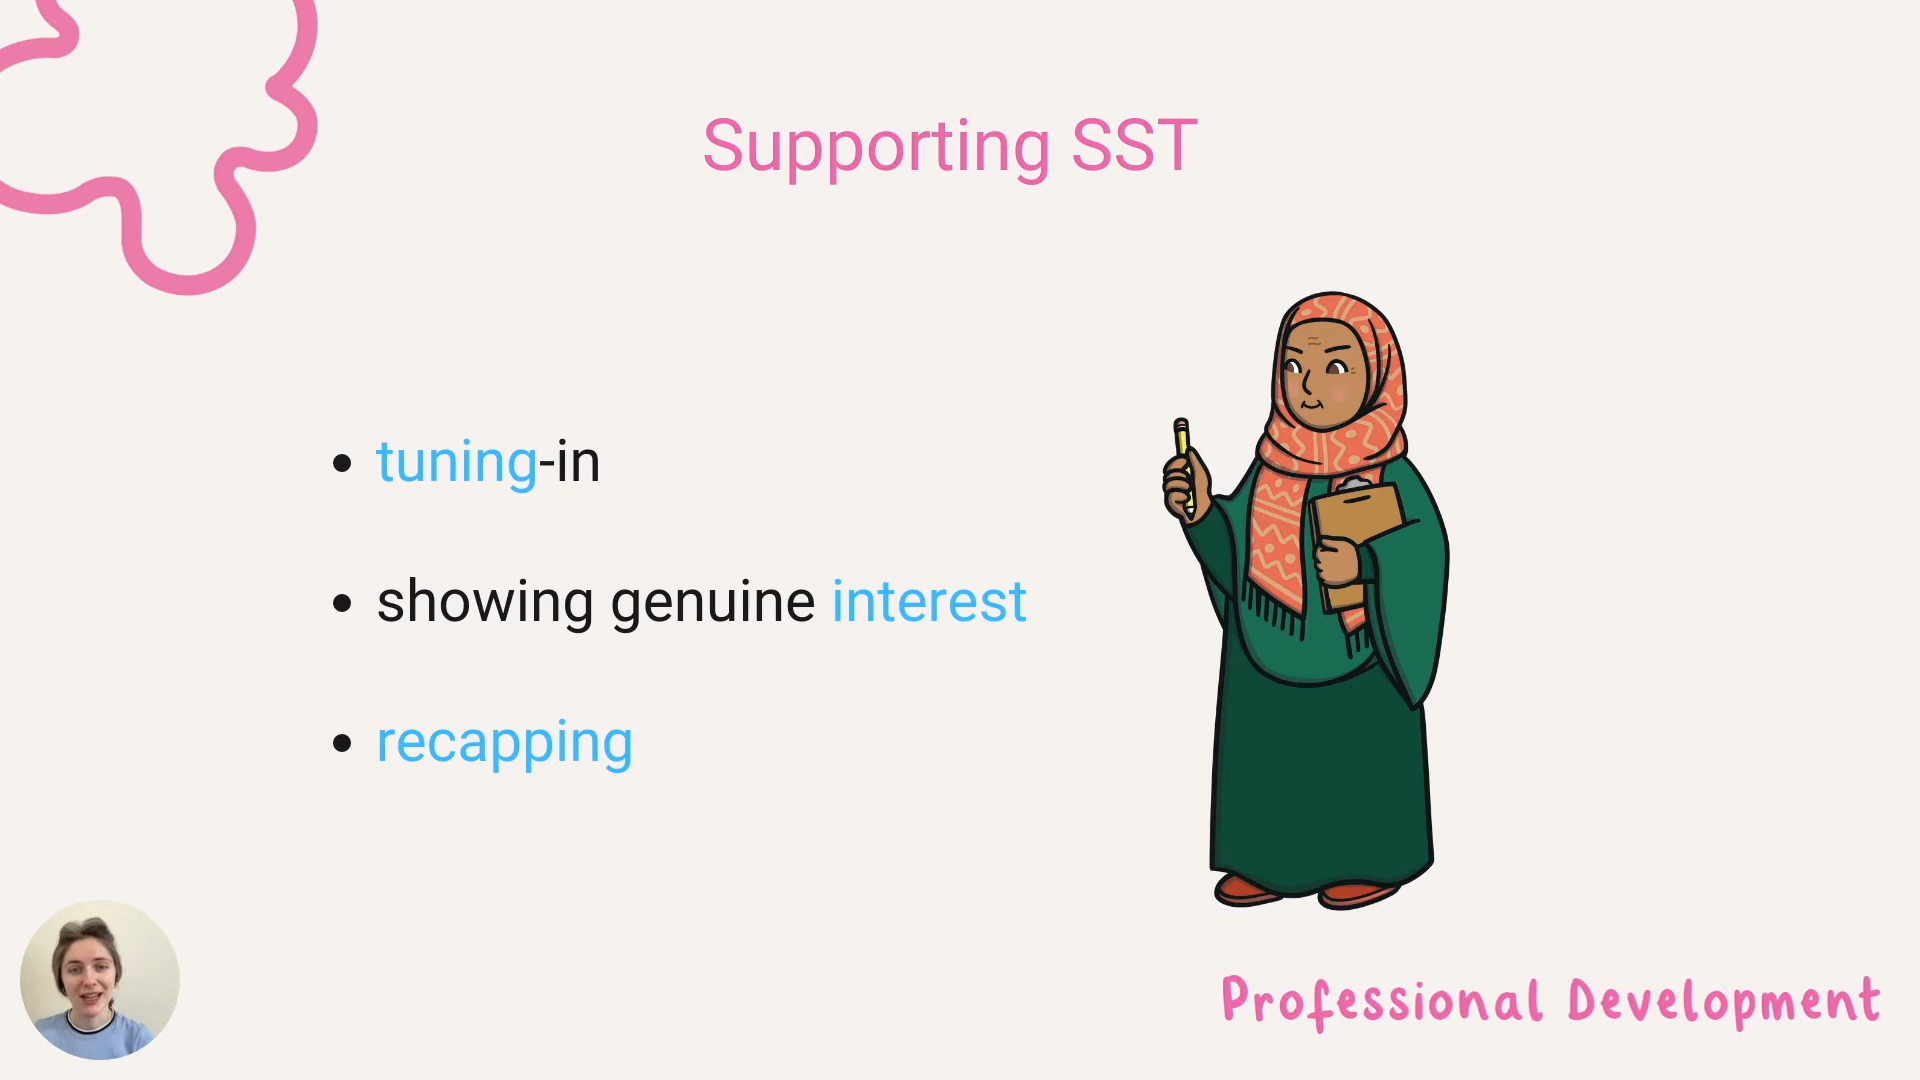 Supporting SST
• tuning-in
• showing genuine interest
• recapping
Professional Development